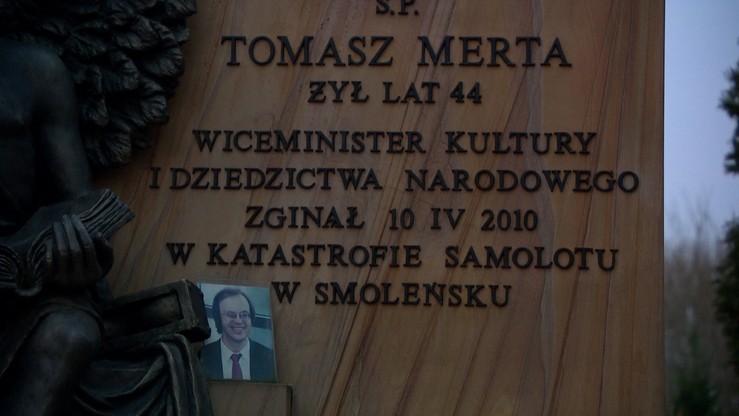 Ś.P.
TOMASZ MERTA
ŻYŁ LAT 44
WICEMINISTER KULTURY
I DZIEDZICTWA NARODOWEGO
ZGINĄŁ 10 IV 2010
W KATASTROFIE SAMOLOTU
W SMOLEŃSKU